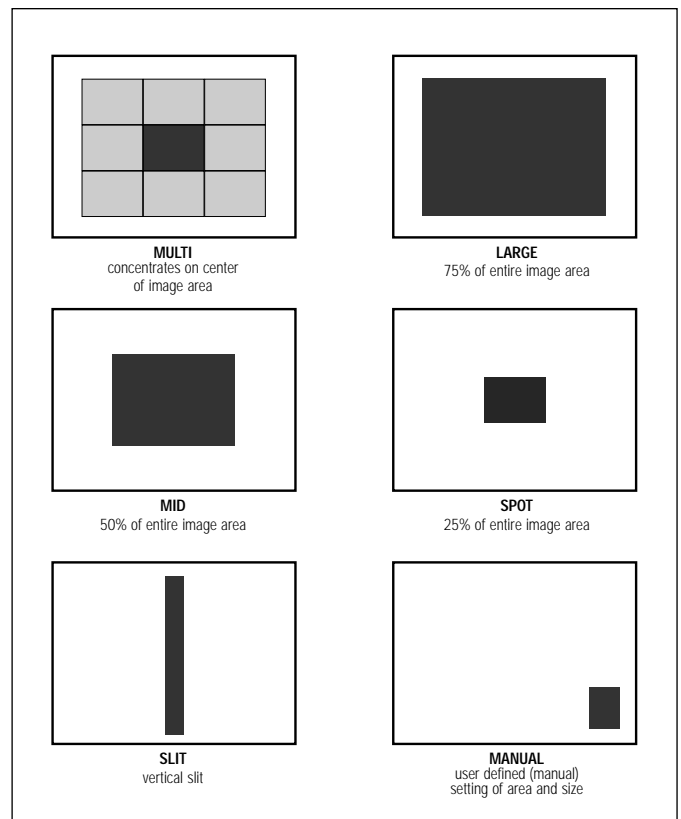 MULTI
concentrates on center
of image area
LARGE
75% of entire image area
MID
50% of entire image area
SPOT
25% of entire image area
SLIT
vertical slit
MANUAL
user defined (manual)
setting of area and size